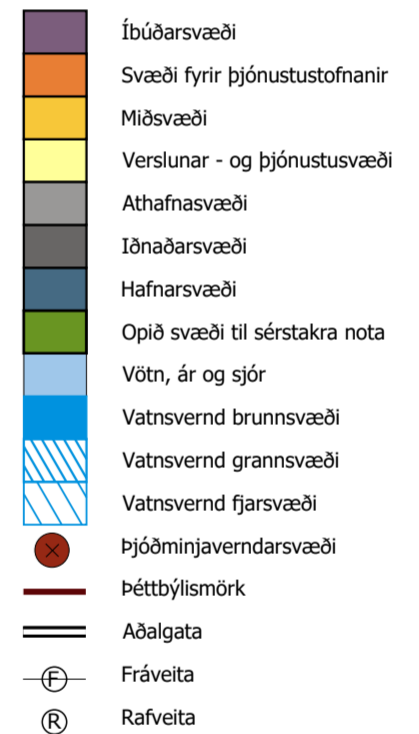 Íbúðarsvæði
Svæði fyrir þjónustustofnanir
Miðsvæði
Verslunar - og þjónustusvæði
Athafnasvæði
Iðnaðarsvæði
Hafnarsvæði
Opið svæði til sérstakra nota
Vötn, ár og sjór
Vatnsvernd brunnsvæði
Vatnsvernd grannsvæði
Vatnsvernd fjarsvæði
Þjóðminjaverndarsvæði
Þéttbýlismörk
Aðalgata
F Fráveita
R Rafveita